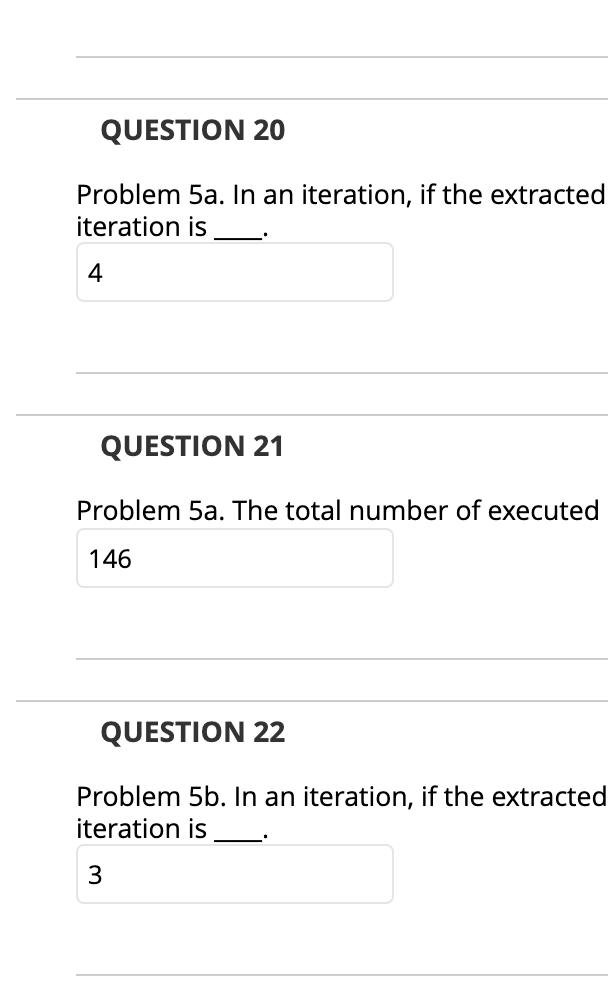 QUESTION 20
Problem 5a. In an iteration, if the extracted
iteration is ____.
4
QUESTION 21
Problem 5a. The total number of executed
146
QUESTION 22
Problem 5b. In an iteration, if the extracted
iteration is ____.
3